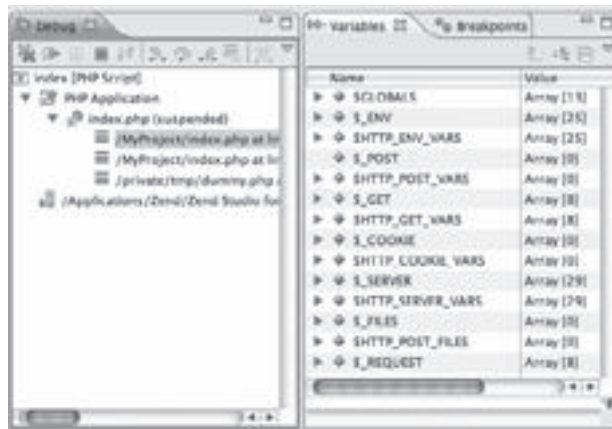 Debug
index [PHP Script]
PHP Application
index.php (suspended)
/MyProject/index.php at lin
/MyProject/index.php at lin
/private/tmp/dummy.php
/Applications/Zend/Zend Studio for
Variables
Breakpoints
Name Value
$GLOBALS Array [13]
$_ENV Array [25]
$HTTP_ENV_VARS Array [25]
$_POST Array [0]
$HTTP_POST_VARS Array [0]
$_GET Array [8]
$HTTP_GET_VARS Array [8]
$_COOKIE Array [0]
$HTTP_COOKIE_VARS Array [0]
$_SERVER Array [29]
$HTTP_SERVER_VARS Array [29]
$_FILES Array [0]
$HTTP_POST_FILES Array [0]
$_REQUEST Array [8]